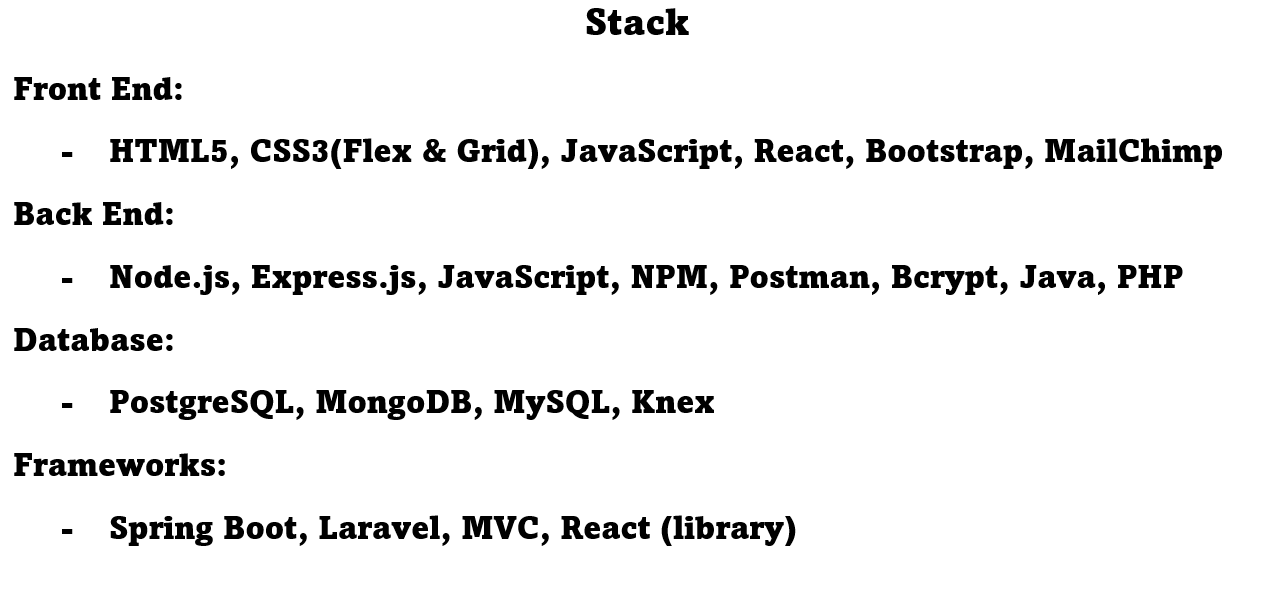 Stack
Front End:
- HTML5, CSS3(Flex & Grid), JavaScript, React, Bootstrap, MailChimp
Back End:
- Node.js, Express.js, JavaScript, NPM, Postman, Bcrypt, Java, PHP
Database:
- PostgreSQL, MongoDB, MySQL, Knex
Frameworks:
- Spring Boot, Laravel, MVC, React (library)